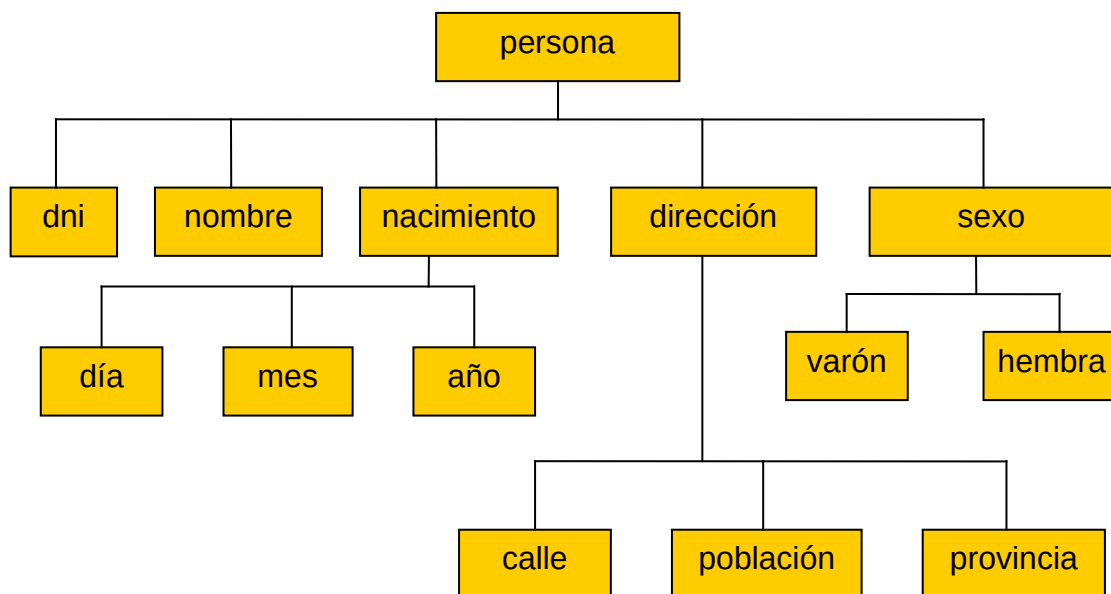 persona
dni
nombre
nacimiento
dirección
sexo
día
mes
año
varón
hembra
calle
población
provincia